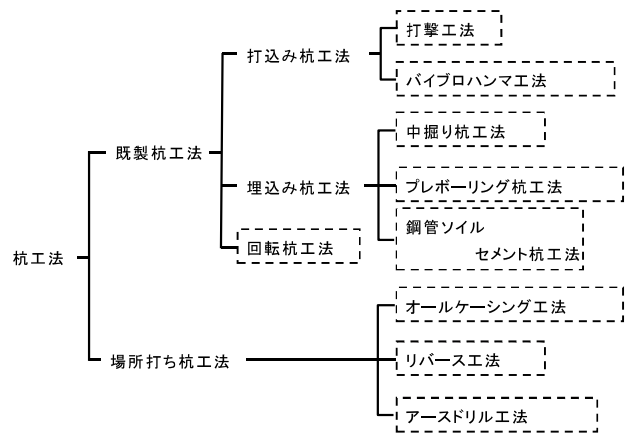 打撃工法
打込み杭工法
バイブロハンマ工法
中掘り杭工法
既製杭工法
埋込み杭工法
プレボーリング杭工法
鋼管ソイル
セメント杭工法
回転杭工法
杭工法
オールケーシング工法
場所打ち杭工法
リバース工法
アースドリル工法